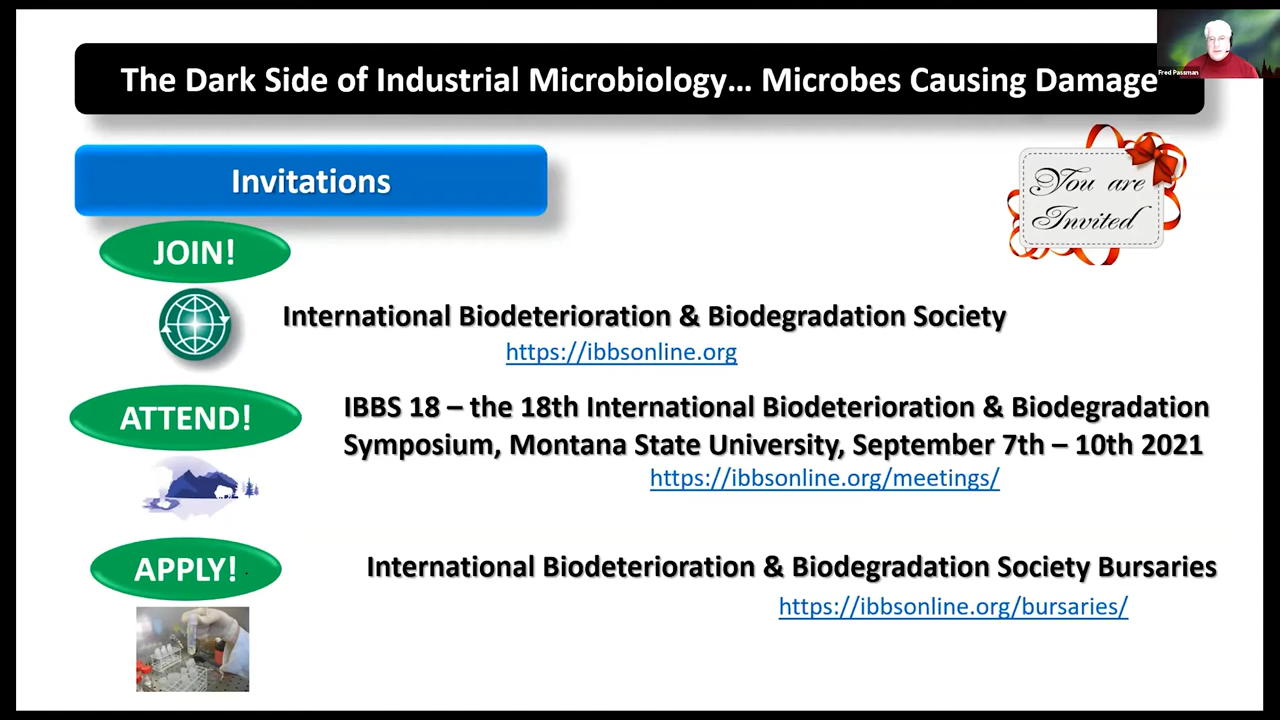 Fred Passman
The Dark Side of Industrial Microbiology... Microbes Causing Damage
Invitations
You are
Invited
JOIN!
International Biodeterioration & Biodegradation Society
https://ibbsonline.org
ATTEND!
IBBS 18 – the 18th International Biodeterioration & Biodegradation
Symposium, Montana State University, September 7th – 10th 2021
https://ibbsonline.org/meetings/
APPLY!
International Biodeterioration & Biodegradation Society Bursaries
https://ibbsonline.org/bursaries/